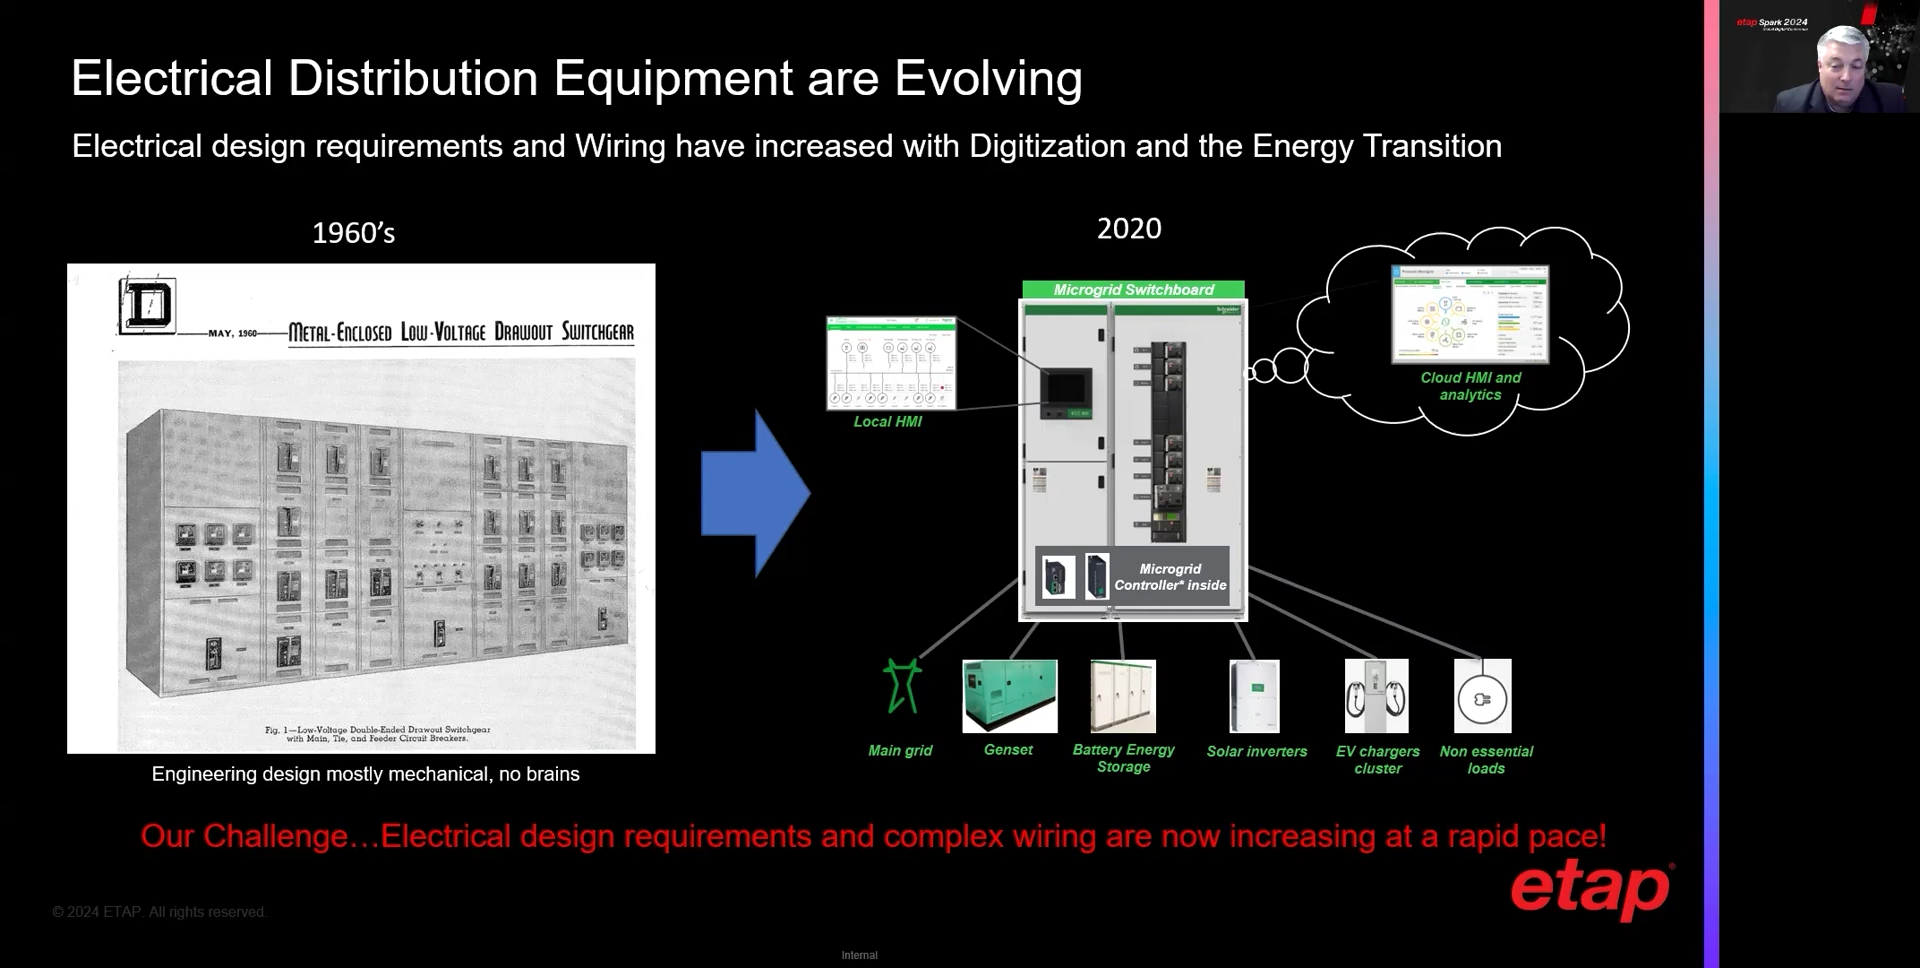 etap Spark 2024
Electrical Distribution Equipment are Evolving
Electrical design requirements and Wiring have increased with Digitization and the Energy Transition
1960’s
2020
D
MAY, 1960
METAL-ENCLOSED LOW-VOLTAGE DRAWOUT SWITCHGEAR
Fig. 1—Low-Voltage Double-Ended Drawout Switchgear
with Main, Tie, and Feeder Circuit Breakers.
Engineering design mostly mechanical, no brains
Microgrid Switchboard
Schneider
Local HMI
Cloud HMI and
analytics
Microgrid
Controller* inside
Main grid
Genset
Battery Energy
Storage
Solar inverters
EV chargers
cluster
Non essential
loads
Our Challenge…Electrical design requirements and complex wiring are now increasing at a rapid pace!
etap®
© 2024 ETAP. All rights reserved.
Internal